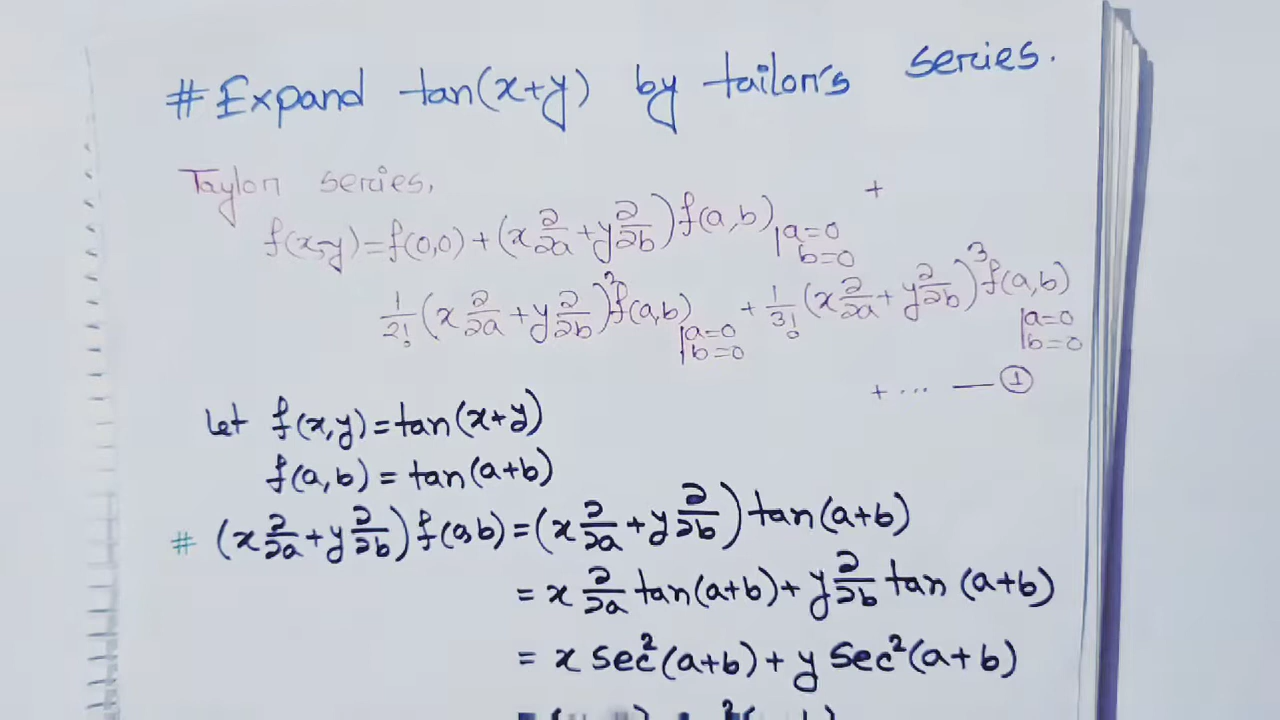 # Expand tan(x+y) by tailor's series.
Taylor series,
f(x,y)=f(0,0)+(x ∂/∂a + y ∂/∂b) f(a,b)|a=0 b=0 +
1/2! (x ∂/∂a + y ∂/∂b)² f(a,b)|a=0 b=0 + 1/3! (x ∂/∂a + y ∂/∂b)³ f(a,b)|a=0 b=0
+ ... — ①
Let f(x,y)=tan(x+y)
f(a,b) = tan(a+b)
# (x ∂/∂a + y ∂/∂b) f(a,b) = (x ∂/∂a + y ∂/∂b) tan(a+b)
= x ∂/∂a tan(a+b) + y ∂/∂b tan (a+b)
= x sec²(a+b) + y sec²(a+b)